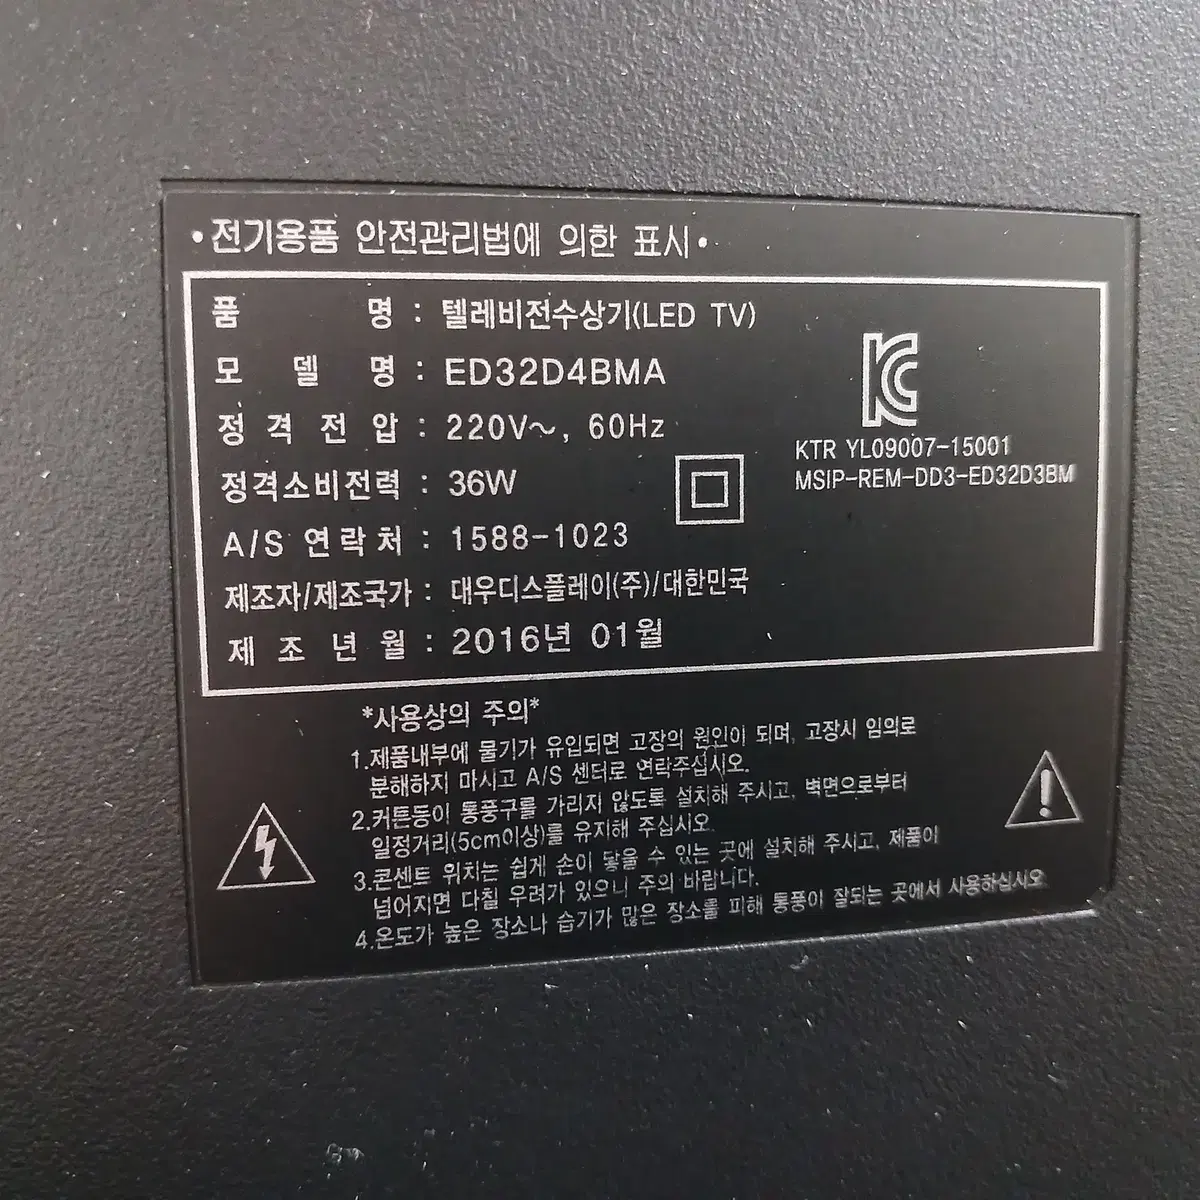 •전기용품 안전관리법에 의한 표시•
품 명 : 텔레비전수상기(LED TV)
모 델 명 : ED32D4BMA
정 격 전 압 : 220V~, 60Hz
정격소비전력 : 36W
A/S 연락처 : 1588-1023
제조자/제조국가 : 대우디스플레이(주)/대한민국
제 조 년 월 : 2016년 01월
KC
KTR YL09007-15001
MSIP-REM-DD3-ED32D3BM
*사용상의 주의*
1.제품내부에 물기가 유입되면 고장의 원인이 되며, 고장시 임의로
분해하지 마시고 A/S 센터로 연락주십시오.
2.커튼등이 통풍구를 가리지 않도록 설치해 주시고, 벽면으로부터
일정거리(5cm이상)를 유지해 주십시오.
3.콘센트 위치는 쉽게 손이 닿을 수 있는 곳에 설치해 주시고, 제품이
넘어지면 다칠 우려가 있으니 주의 바랍니다.
4.온도가 높은 장소나 습기가 많은 장소를 피해 통풍이 잘되는 곳에서 사용하십시오